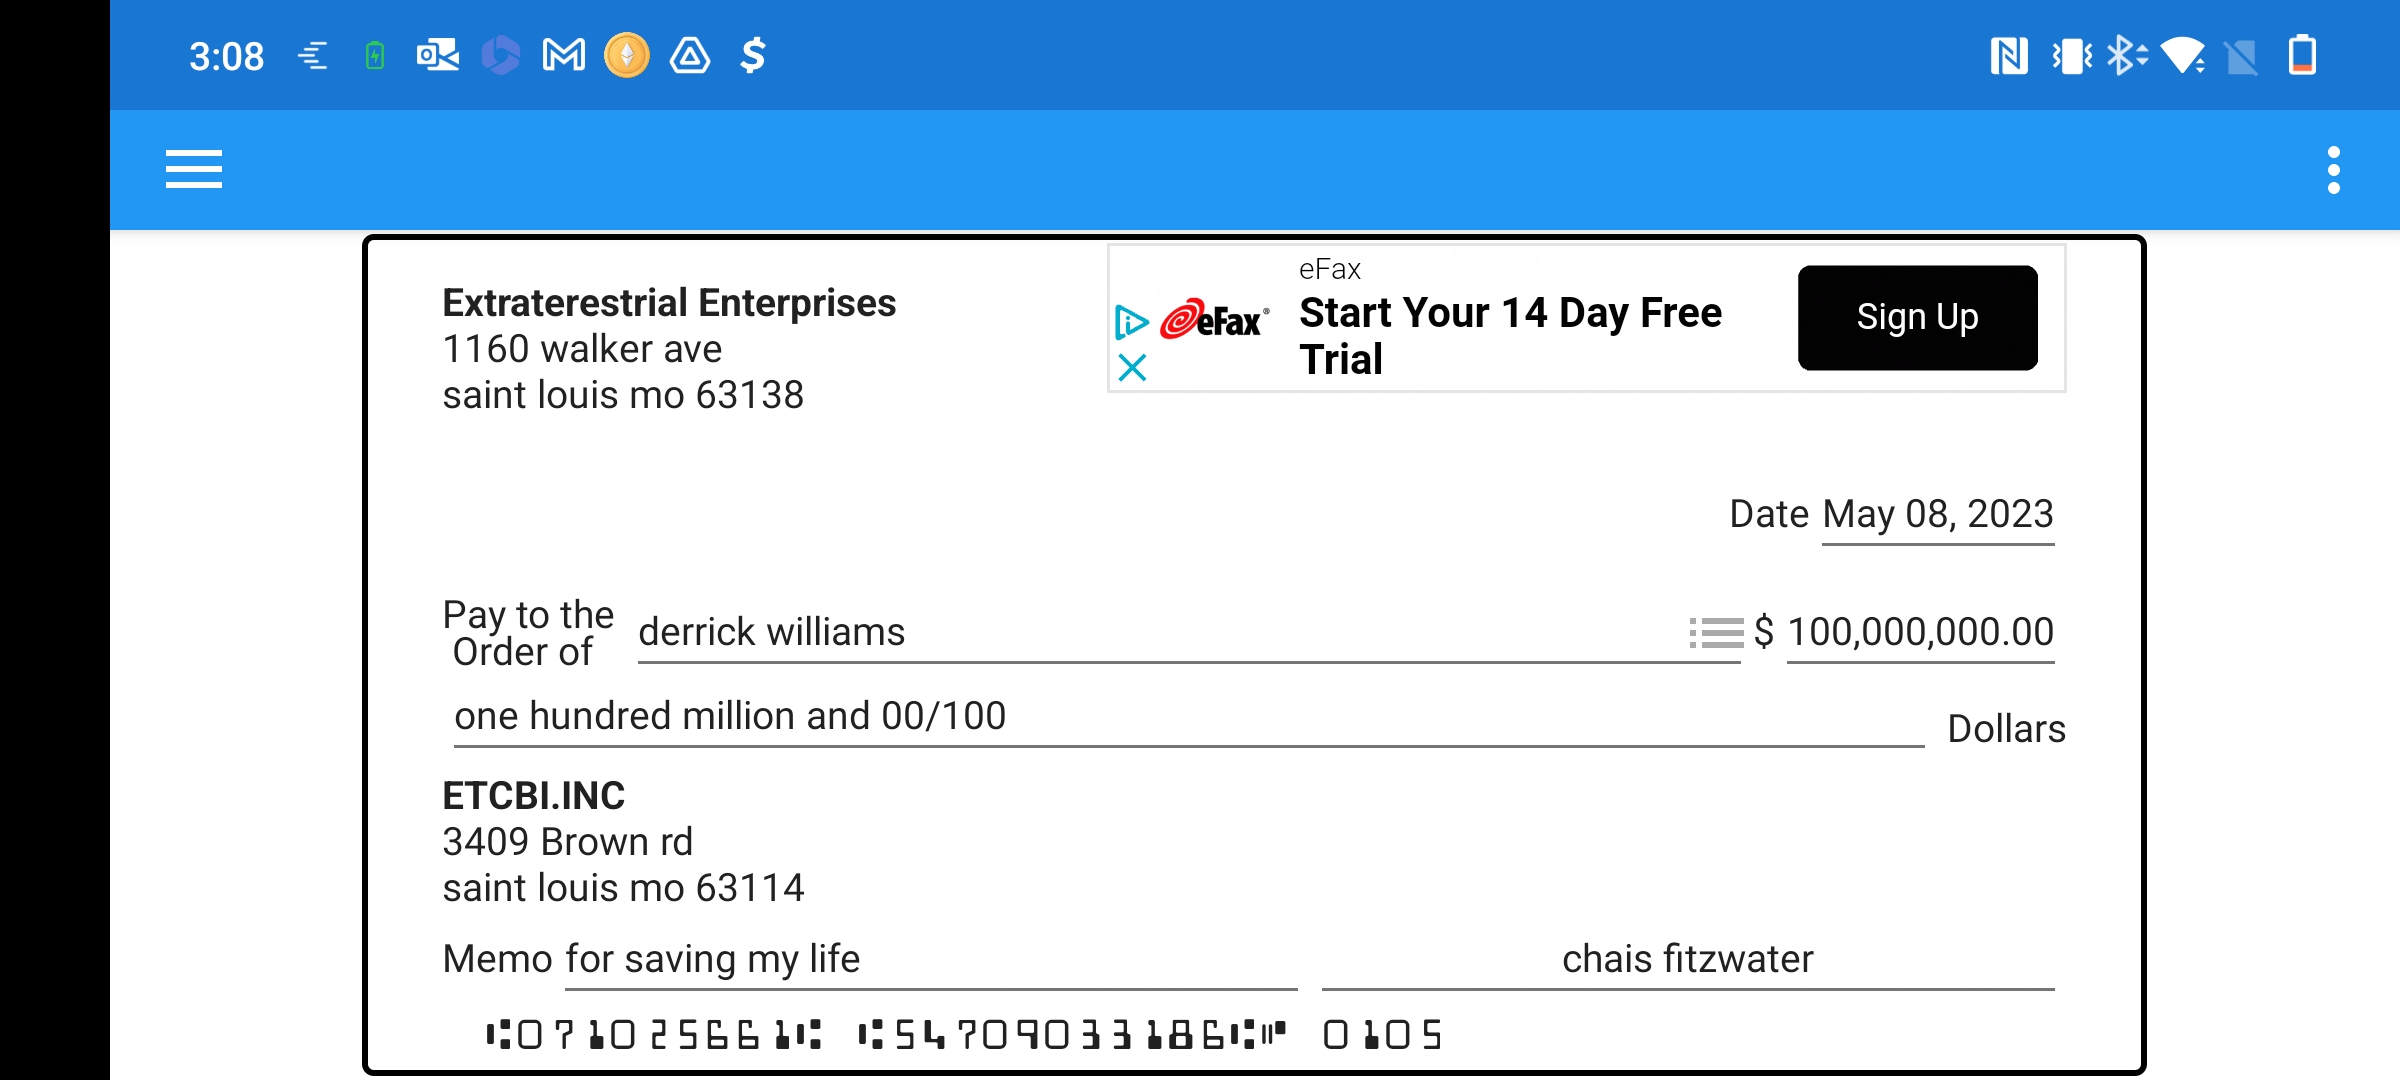 3:08
eFax
Extraterestrial Enterprises
1160 walker ave
saint louis mo 63138
eFax
Start Your 14 Day Free
Trial
Sign Up
Date May 08, 2023
Pay to the
Order of derrick williams $ 100,000,000.00
one hundred million and 00/100 Dollars
ETCBI.INC
3409 Brown rd
saint louis mo 63114
Memo for saving my life chais fitzwater
⑆071025661⑆ ⑆54709033186⑆⑈ 0105